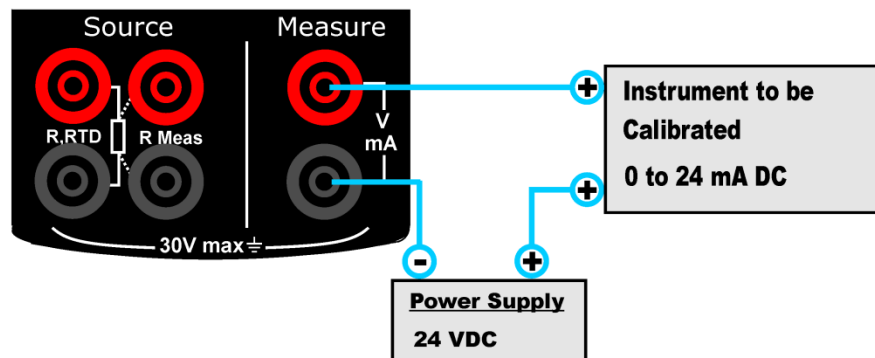 Source
Measure
R,RTD
R Meas
V
mA
30V max
+
Instrument to be
Calibrated
+
0 to 24 mA DC
-
+
Power Supply
24 VDC